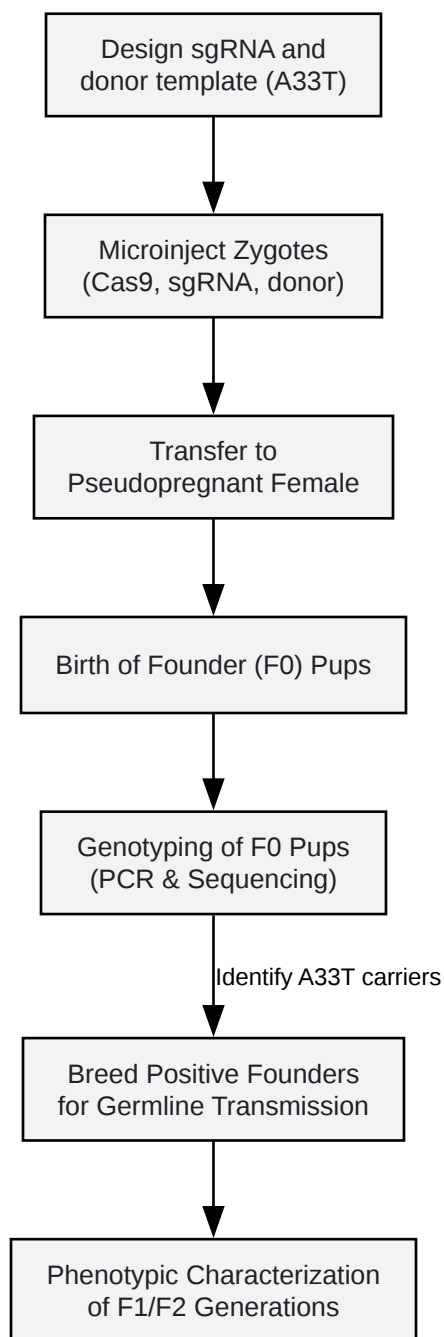 Design sgRNA and
donor template (A33T)
Microinject Zygotes
(Cas9, sgRNA, donor)
Transfer to
Pseudopregnant Female
Birth of Founder (F0) Pups
Genotyping of F0 Pups
(PCR & Sequencing)
Identify A33T carriers
Breed Positive Founders
for Germline Transmission
Phenotypic Characterization
of F1/F2 Generations